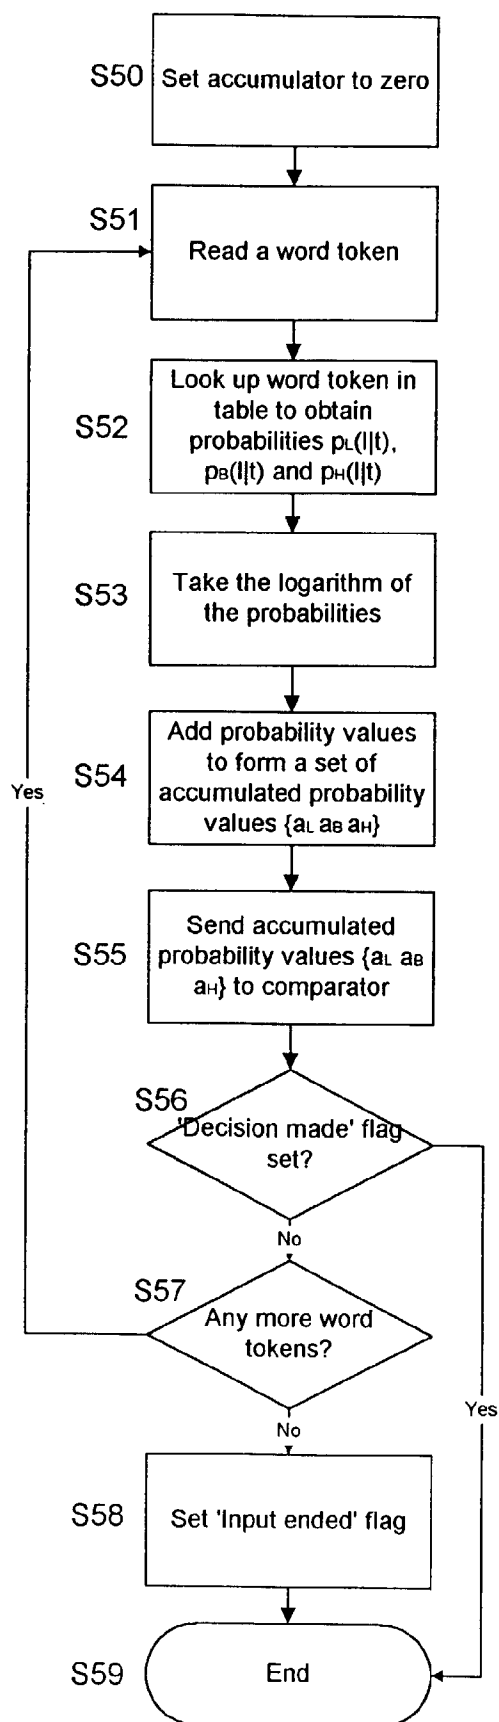 S50
Set accumulator to zero
S51
Read a word token
S52
Look up word token in
table to obtain
probabilities pL(l|t),
pB(l|t) and pH(l|t)
S53
Take the logarithm of
the probabilities
S54
Add probability values
to form a set of
accumulated probability
values {aL aB aH}
Yes
S55
Send accumulated
probability values {aL aB
aH} to comparator
S56
'Decision made' flag
set?
No
S57
Any more word
tokens?
Yes
No
S58
Set 'Input ended' flag
S59
End